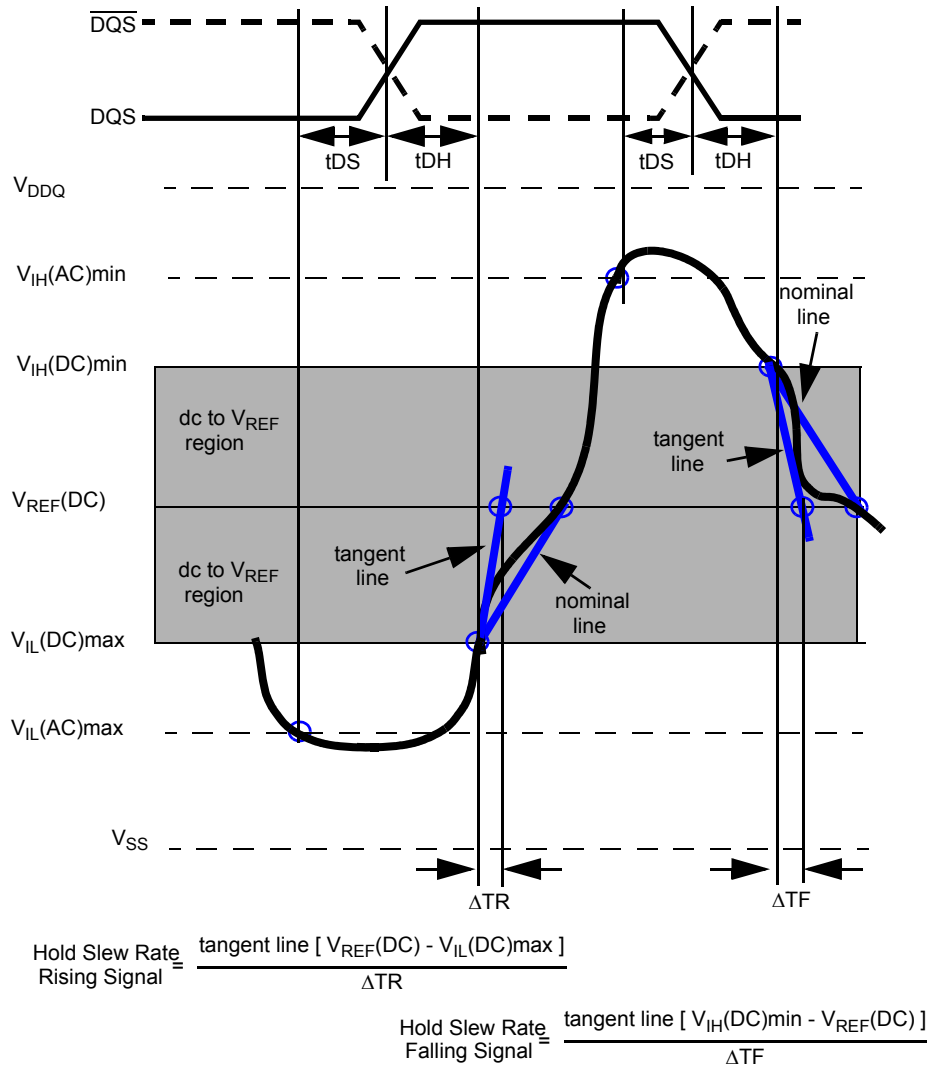 DQS
DQS
tDS
tDH
tDS
tDH
VDDQ
VIH(AC)min
nominal
line
VIH(DC)min
dc to VREF
region
tangent
line
VREF(DC)
tangent
line
dc to VREF
region
nominal
line
VIL(DC)max
VIL(AC)max
VSS
ΔTR
ΔTF
Hold Slew Rate
Rising Signal
=
tangent line [ VREF(DC) - VIL(DC)max ]
ΔTR
Hold Slew Rate
Falling Signal
=
tangent line [ VIH(DC)min - VREF(DC) ]
ΔTF